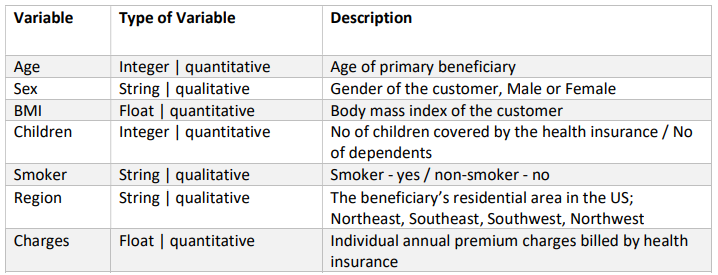 Variable Type of Variable Description
Age Integer | quantitative Age of primary beneficiary
Sex String | qualitative Gender of the customer, Male or Female
BMI Float | quantitative Body mass index of the customer
Children Integer | quantitative No of children covered by the health insurance / No
of dependents
Smoker String | qualitative Smoker - yes / non-smoker - no
Region String | qualitative The beneficiary’s residential area in the US;
Northeast, Southeast, Southwest, Northwest
Charges Float | quantitative Individual annual premium charges billed by health
insurance